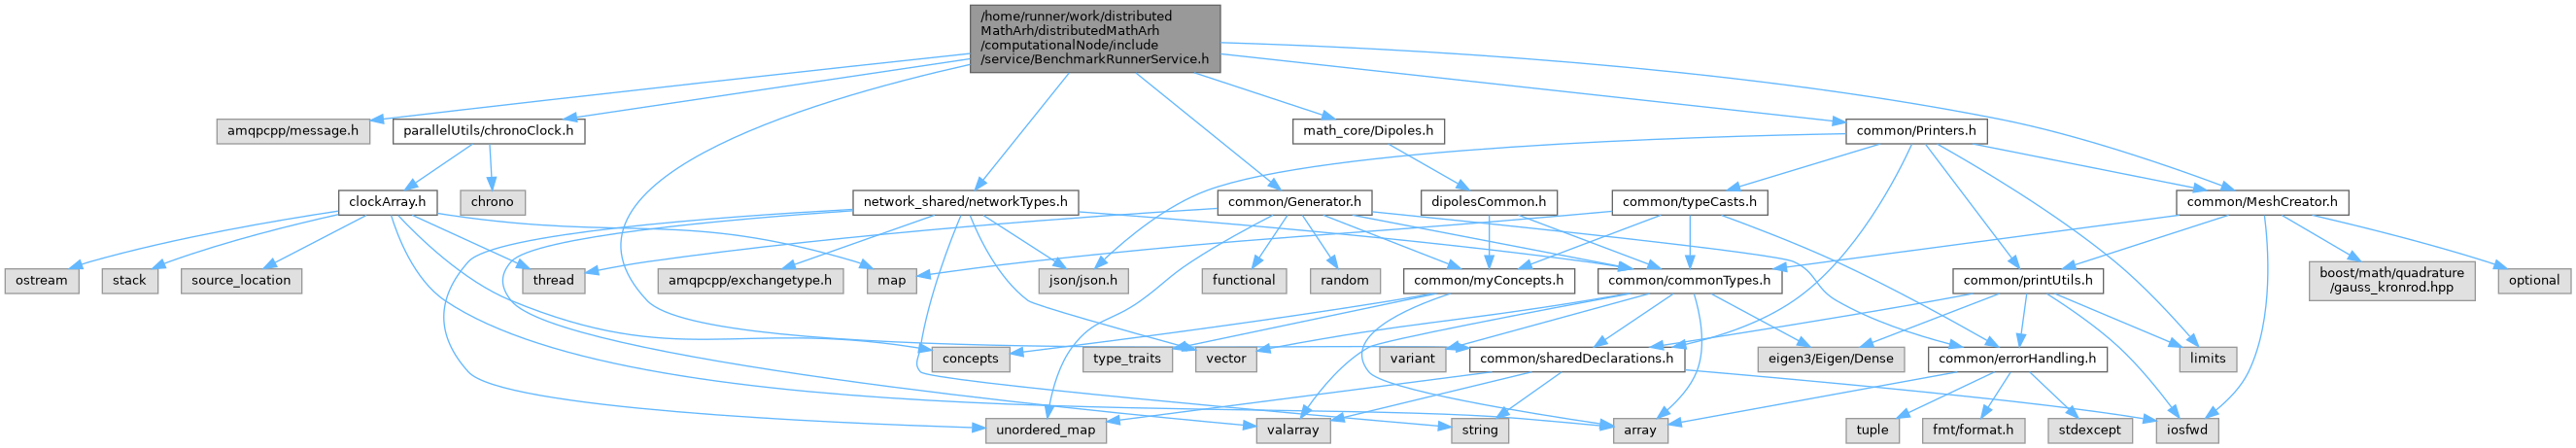 /home/runner/work/distributed
MathArh/distributedMathArh
/computationalNode/include
/service/BenchmarkRunnerService.h
amqpcpp/message.h
parallelUtils/chronoClock.h
math_core/Dipoles.h
common/Printers.h
clockArray.h
chrono
network_shared/networkTypes.h
common/Generator.h
dipolesCommon.h
common/typeCasts.h
common/MeshCreator.h
ostream
stack
source_location
thread
amqpcpp/exchangetype.h
map
json/json.h
functional
random
common/myConcepts.h
common/commonTypes.h
common/printUtils.h
boost/math/quadrature
/gauss_kronrod.hpp
optional
concepts
type_traits
vector
variant
common/sharedDeclarations.h
eigen3/Eigen/Dense
common/errorHandling.h
limits
unordered_map
valarray
string
array
tuple
fmt/format.h
stdexcept
iosfwd